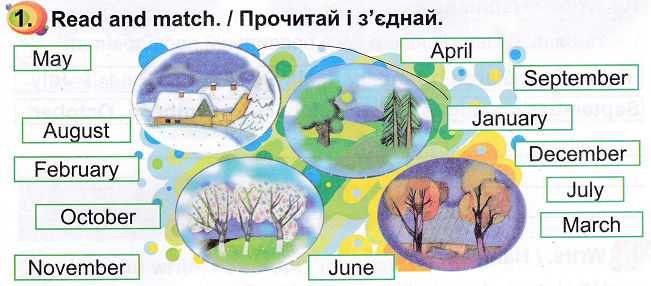 1. Read and match. / Прочитай і з’єднай.
May
April
September
January
August
December
February
July
October
March
November
June